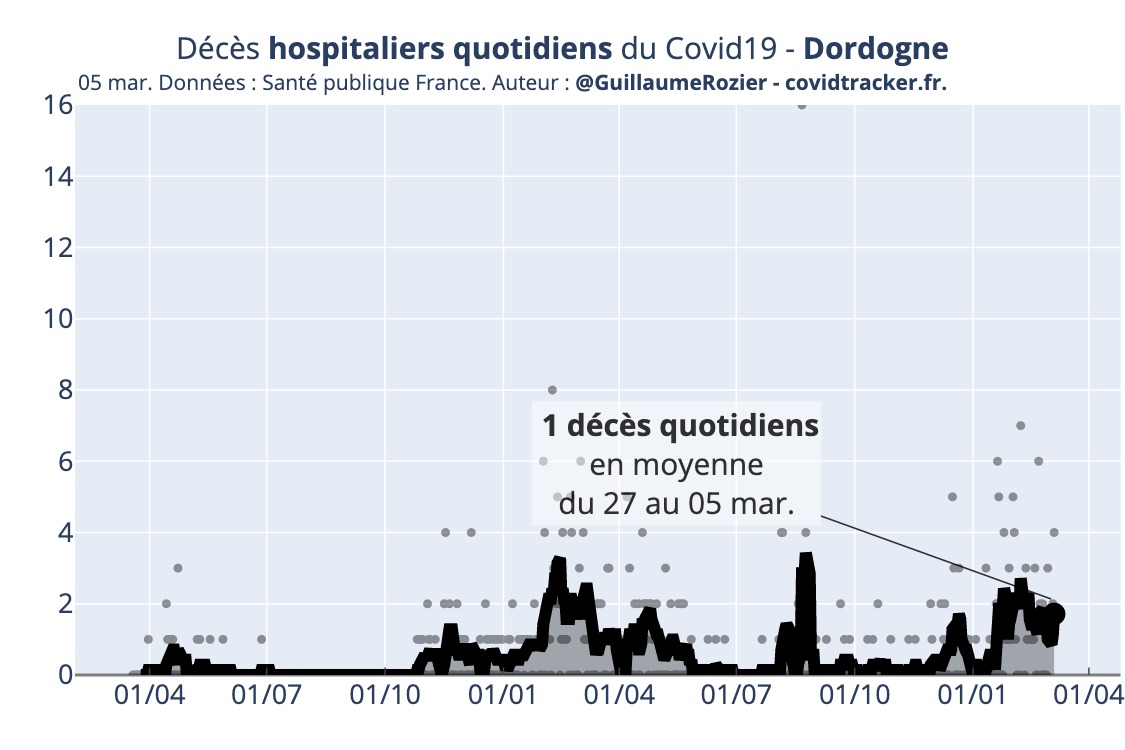 Décès hospitaliers quotidiens du Covid19 - Dordogne
05 mar. Données : Santé publique France. Auteur : @GuillaumeRozier - covidtracker.fr.
16
14
12
10
8
6
4
2
0
1 décès quotidiens
en moyenne
du 27 au 05 mar.
01/04 01/07 01/10 01/01 01/04 01/07 01/10 01/01 01/04